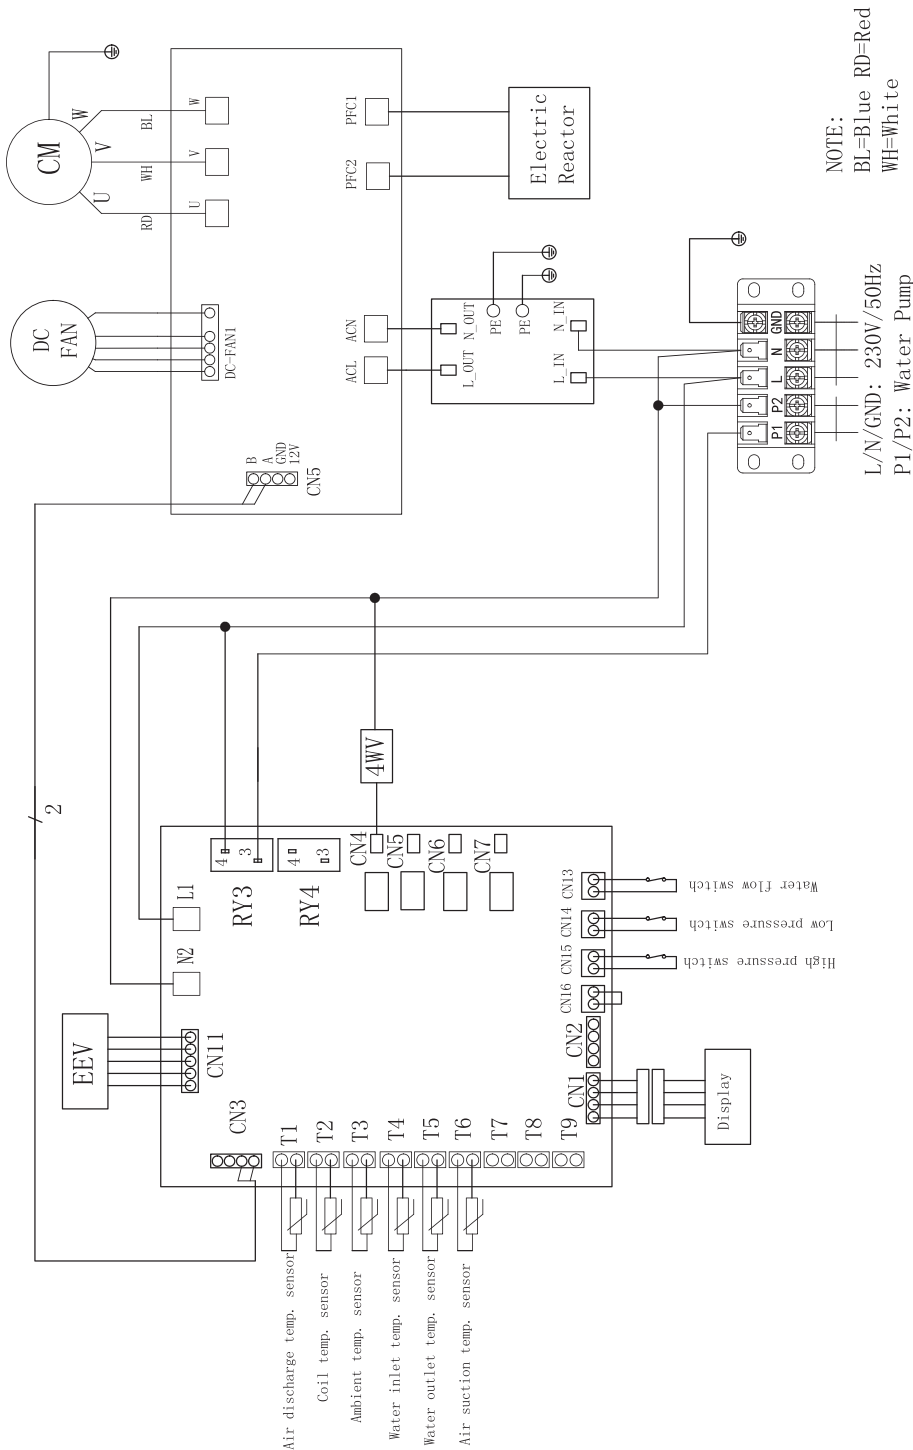 CM
W
V
U
BL
WH
RD
W
V
U
PFC1
PFC2
Electric
Reactor
NOTE:
BL=Blue RD=Red
WH=White
DC
FAN
DC-FAN1
ACN
ACL
N_OUT
L_OUT
PE
PE
N_IN
L_IN
GND
N
L
P2
P1
L/N/GND: 230V/50Hz
P1/P2: Water Pump
B
A
GND
12V
CN5
2
4WV
L1
N2
4
3
RY3
4
3
RY4
CN4
CN5
CN6
CN7
CN13
Water flow switch
CN14
Low pressure switch
CN15
High pressure switch
CN16
CN2
CN1
Display
EEV
CN11
CN3
T1
T2
T3
T4
T5
T6
T7
T8
T9
Air discharge temp. sensor
Coil temp. sensor
Ambient temp. sensor
Water inlet temp. sensor
Water outlet temp. sensor
Air suction temp. sensor